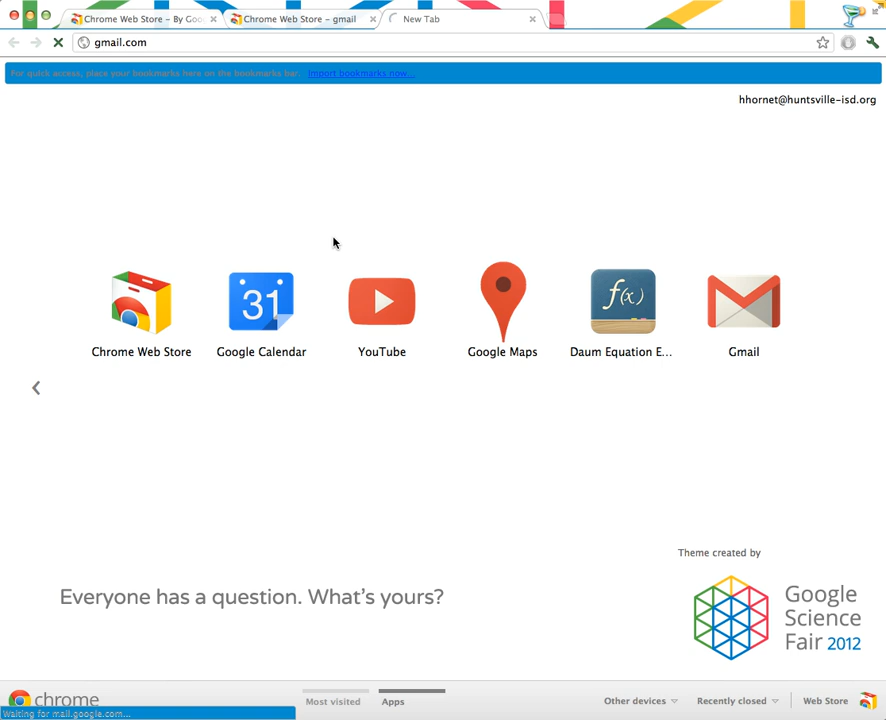 Chrome Web Store - By Goo
Chrome Web Store - gmail
New Tab
gmail.com
For quick access, place your bookmarks here on the bookmarks bar. Import bookmarks now...
hhornet@huntsville-isd.org
31
f(x)
Chrome Web Store
Google Calendar
YouTube
Google Maps
Daum Equation E...
Gmail
Theme created by
Everyone has a question. What's yours?
Google
Science
Fair 2012
chrome
Most visited
Apps
Other devices
Recently closed
Web Store
Waiting for mail.google.com...